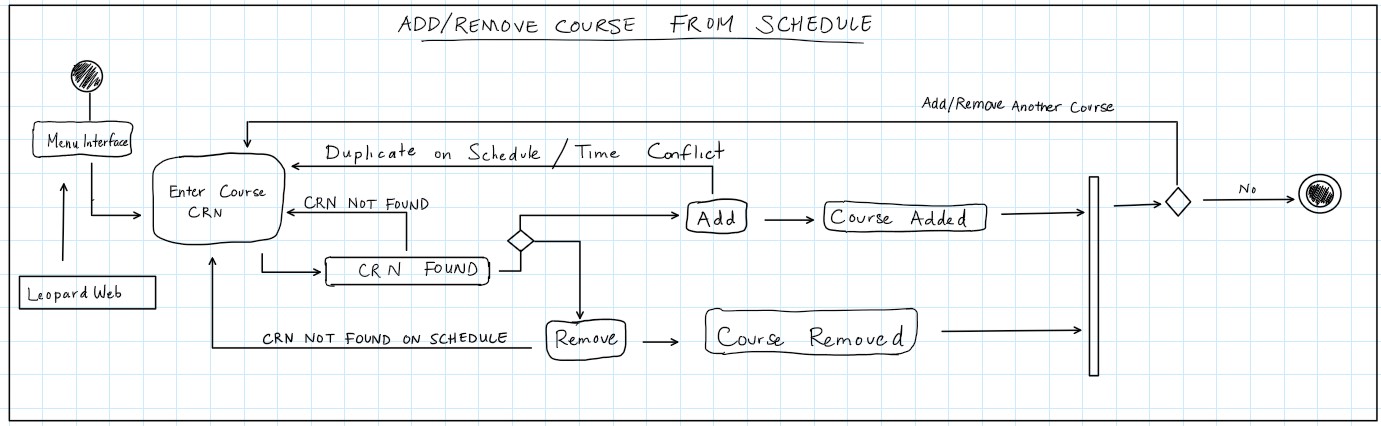 ADD/REMOVE COURSE FROM SCHEDULE
Add/Remove Another Course
Menu Interface
Duplicate on Schedule / Time Conflict
Enter Course
CRN
CRN NOT FOUND
No
Add
Course Added
CRN FOUND
Leopard Web
CRN NOT FOUND ON SCHEDULE
Remove
Course Removed